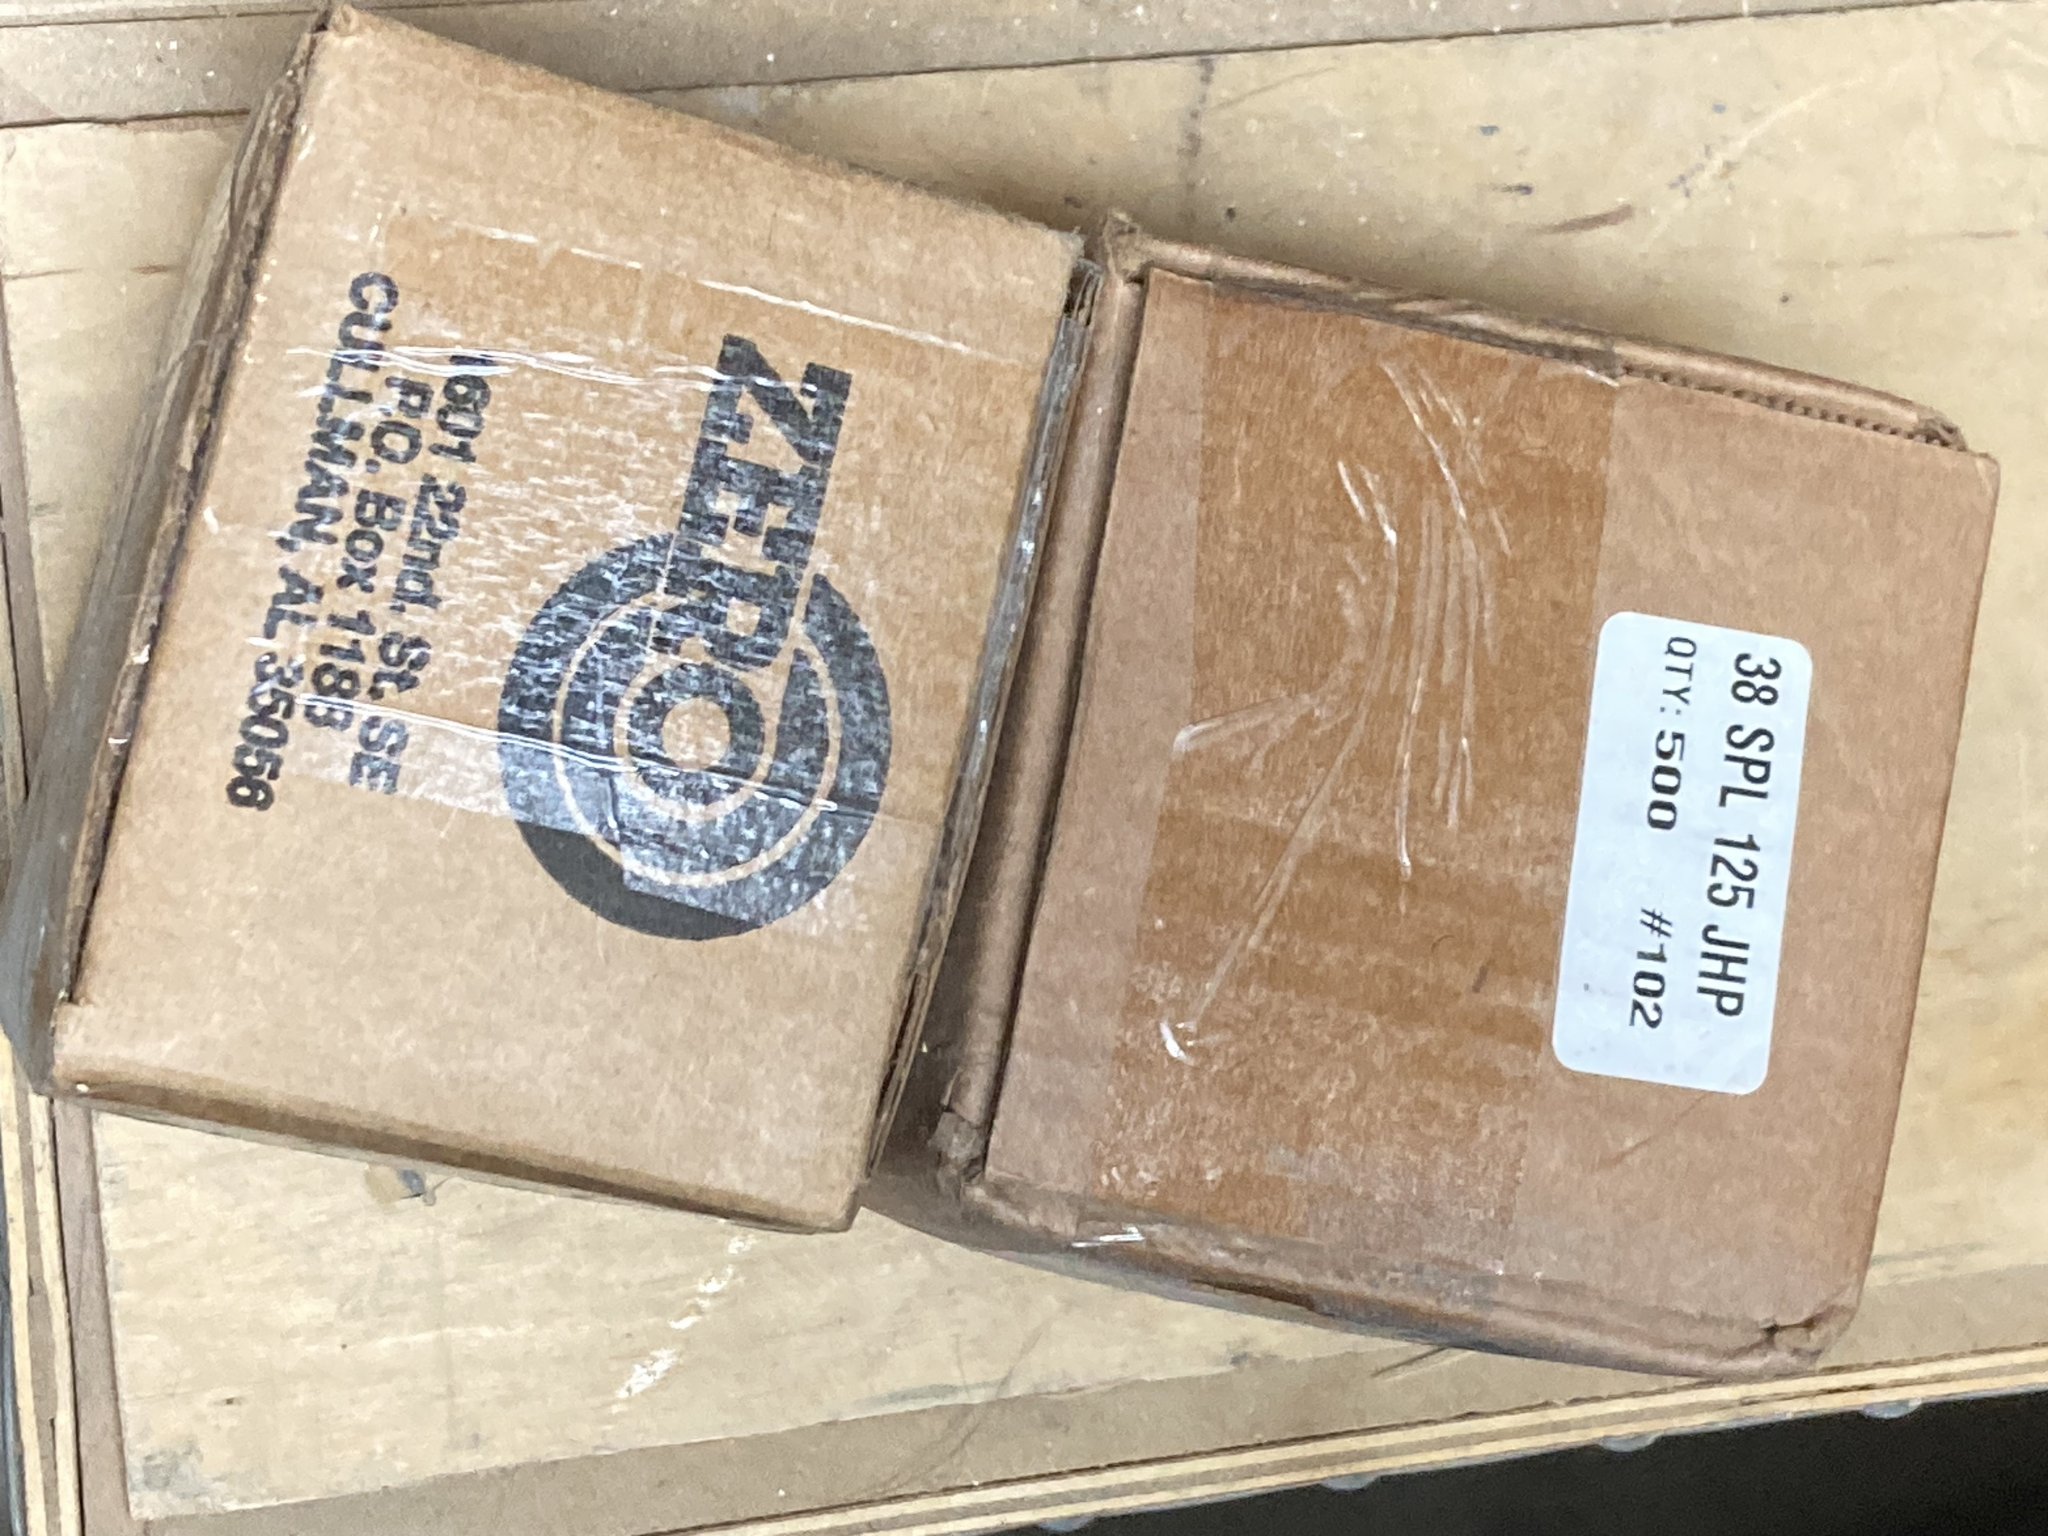 ZERO
1601 22nd. St. SE
P.O. Box 1188
CULLMAN, AL 35056
38 SPL 125 JHP
QTY: 500 #102